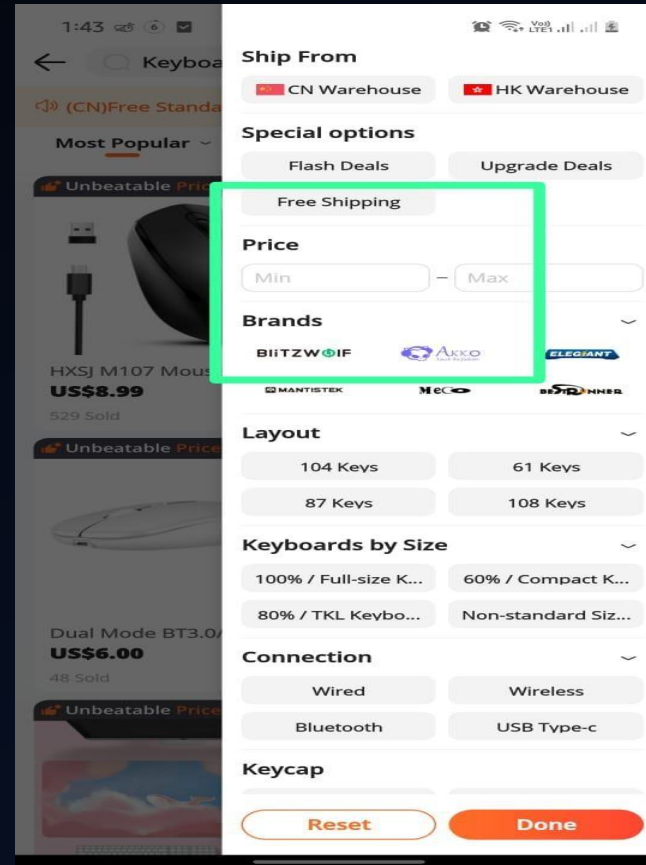 1:43
Keyboa
(CN)Free Standa
Most Popular
Unbeatable Price
HXSJ M107 Mous
US$8.99
529 Sold
Unbeatable Price
Dual Mode BT3.0/
US$6.00
48 Sold
Unbeatable Price
Ship From
CN Warehouse HK Warehouse
Special options
Flash Deals Upgrade Deals
Free Shipping
Price
Min – Max
Brands
BLITZWOLF AKKO ELEGIANT
MANTISTEK MECO BESTRUNNER
Layout
104 Keys 61 Keys
87 Keys 108 Keys
Keyboards by Size
100% / Full-size K... 60% / Compact K...
80% / TKL Keybo... Non-standard Siz...
Connection
Wired Wireless
Bluetooth USB Type-c
Keycap
Reset Done